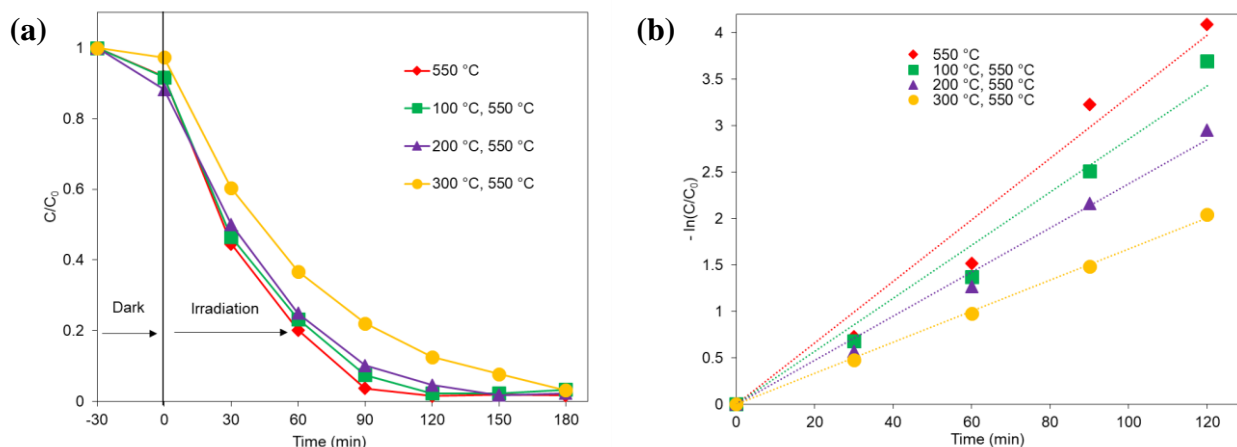 (a)
1
0.8
0.6
0.4
0.2
0
C/C0
-30 0 30 60 90 120 150 180
Time (min)
Dark
Irradiation
550 °C
100 °C, 550 °C
200 °C, 550 °C
300 °C, 550 °C
(b)
4
3.5
3
2.5
2
1.5
1
0.5
0
- ln(C/C0)
0 20 40 60 80 100 120
Time (min)
550 °C
100 °C, 550 °C
200 °C, 550 °C
300 °C, 550 °C